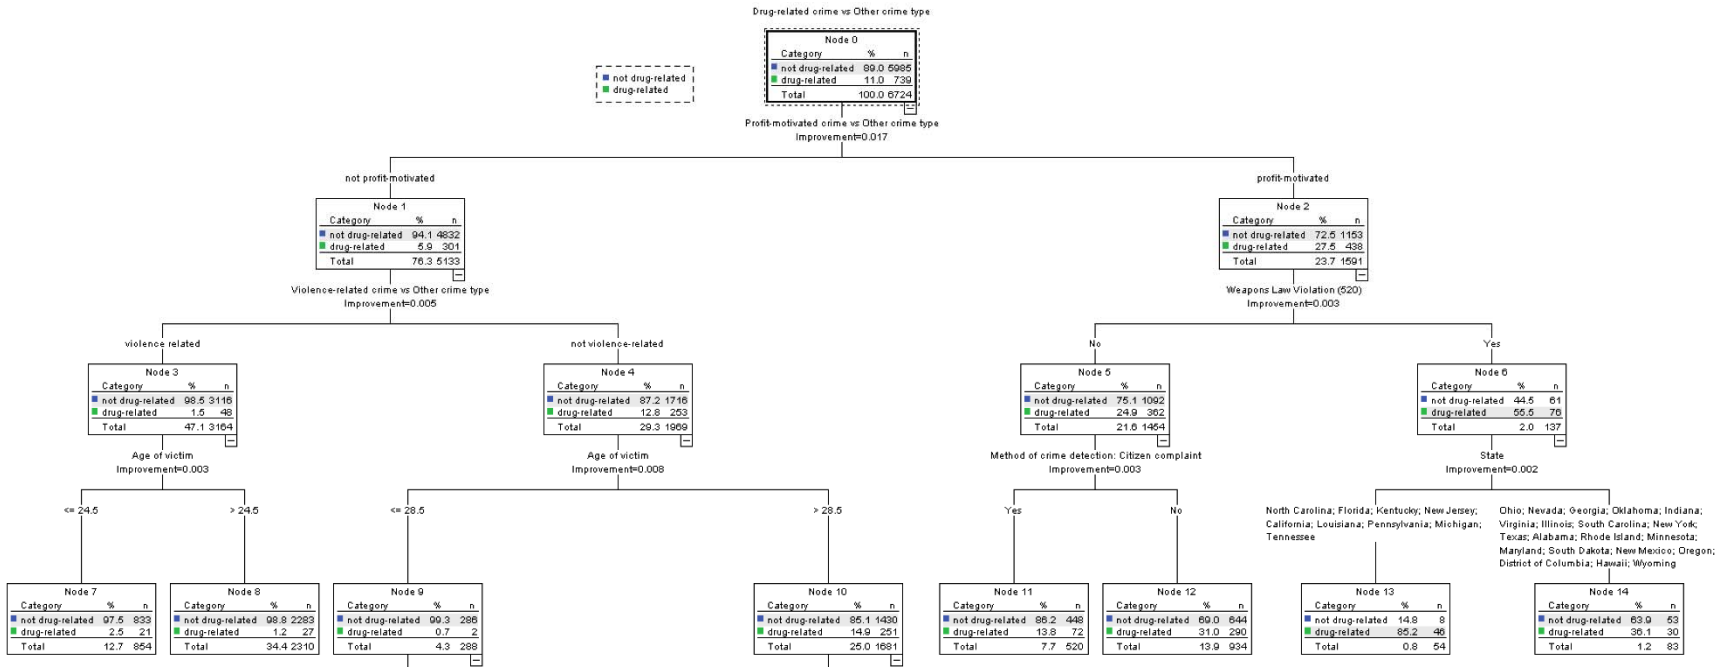 Drug-related crime vs Other crime type
Node 0
Category % n
not drug-related 89.0 5985
drug-related 11.0 739
Total 100.0 6724
not drug-related
drug-related
Profit-motivated crime vs Other crime type
Improvement=0.017
not profit-motivated
profit-motivated
Node 1
Category % n
not drug-related 94.1 4832
drug-related 5.9 301
Total 76.3 5133
Node 2
Category % n
not drug-related 72.5 1153
drug-related 27.5 438
Total 23.7 1591
Violence-related crime vs Other crime type
Improvement=0.005
Weapons Law Violation (520)
Improvement=0.003
violence related
not violence-related
No
Yes
Node 3
Category % n
not drug-related 98.5 3116
drug-related 1.5 48
Total 47.1 3164
Node 4
Category % n
not drug-related 87.2 1716
drug-related 12.8 253
Total 29.3 1969
Node 5
Category % n
not drug-related 75.1 1092
drug-related 24.9 362
Total 21.6 1454
Node 6
Category % n
not drug-related 44.5 61
drug-related 55.5 76
Total 2.0 137
Age of victim
Improvement=0.003
Age of victim
Improvement=0.008
Method of crime detection: Citizen complaint
Improvement=0.003
State
Improvement=0.002
<= 24.5
> 24.5
<= 28.5
> 28.5
Yes
No
North Carolina; Florida; Kentucky; New Jersey;
California; Louisiana; Pennsylvania; Michigan;
Tennessee
Ohio; Nevada; Georgia; Oklahoma; Indiana;
Virginia; Illinois; South Carolina; New York;
Texas; Alabama; Rhode Island; Minnesota;
Maryland; South Dakota; New Mexico; Oregon;
District of Columbia; Hawaii; Wyoming
Node 7
Category % n
not drug-related 97.5 833
drug-related 2.5 21
Total 12.7 854
Node 8
Category % n
not drug-related 98.8 2283
drug-related 1.2 27
Total 34.4 2310
Node 9
Category % n
not drug-related 99.3 286
drug-related 0.7 2
Total 4.3 288
Node 10
Category % n
not drug-related 85.1 1430
drug-related 14.9 251
Total 25.0 1681
Node 11
Category % n
not drug-related 86.2 448
drug-related 13.8 72
Total 7.7 520
Node 12
Category % n
not drug-related 69.0 644
drug-related 31.0 290
Total 13.9 934
Node 13
Category % n
not drug-related 14.8 8
drug-related 85.2 46
Total 0.8 54
Node 14
Category % n
not drug-related 63.9 53
drug-related 36.1 30
Total 1.2 83